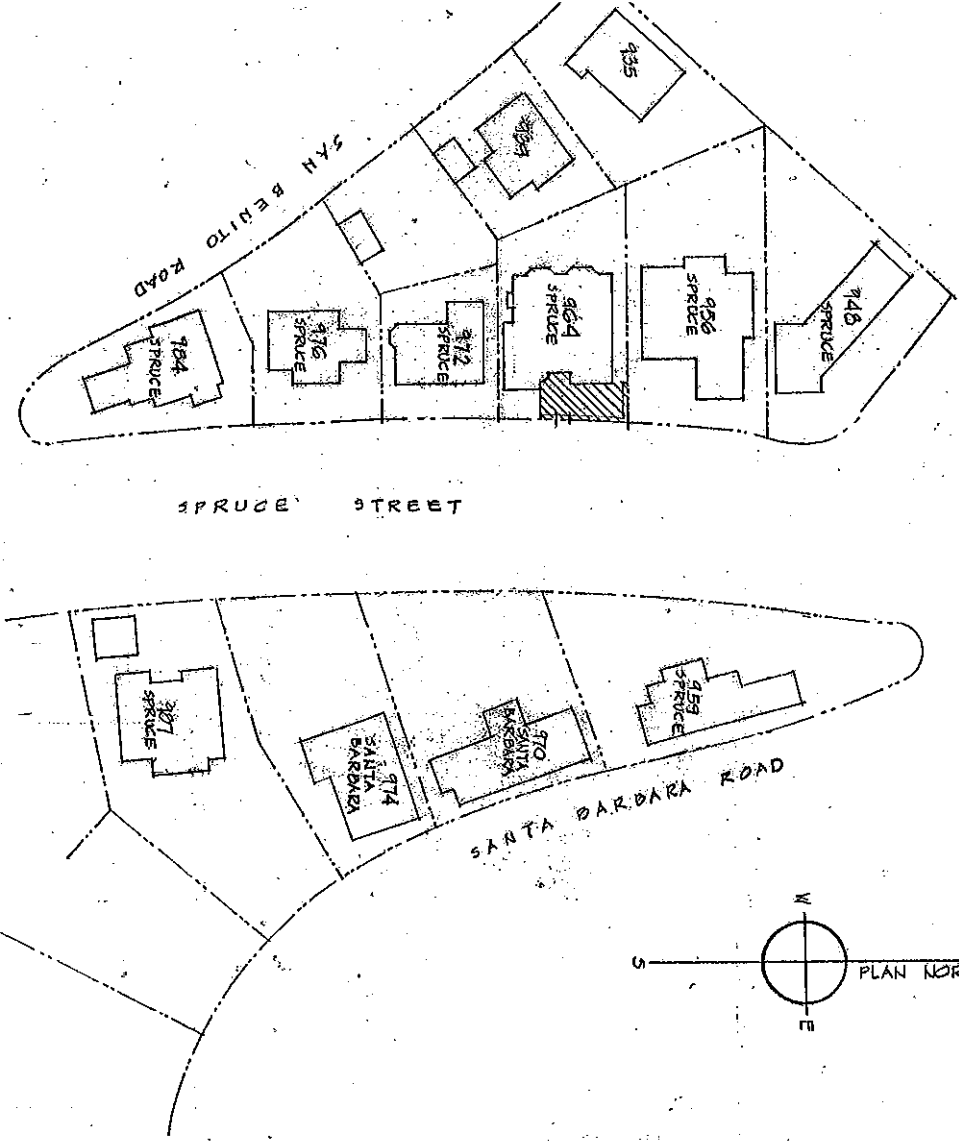 935
SAN BENITO ROAD
984
SPRUCE
976
SPRUCE
972
SPRUCE
964
SPRUCE
956
SPRUCE
948
SPRUCE
SPRUCE STREET
907
SPRUCE
974
SANTA
BARBARA
970
SANTA
BARBARA
959
SPRUCE
SANTA BARBARA ROAD
W
S
PLAN NOR
E